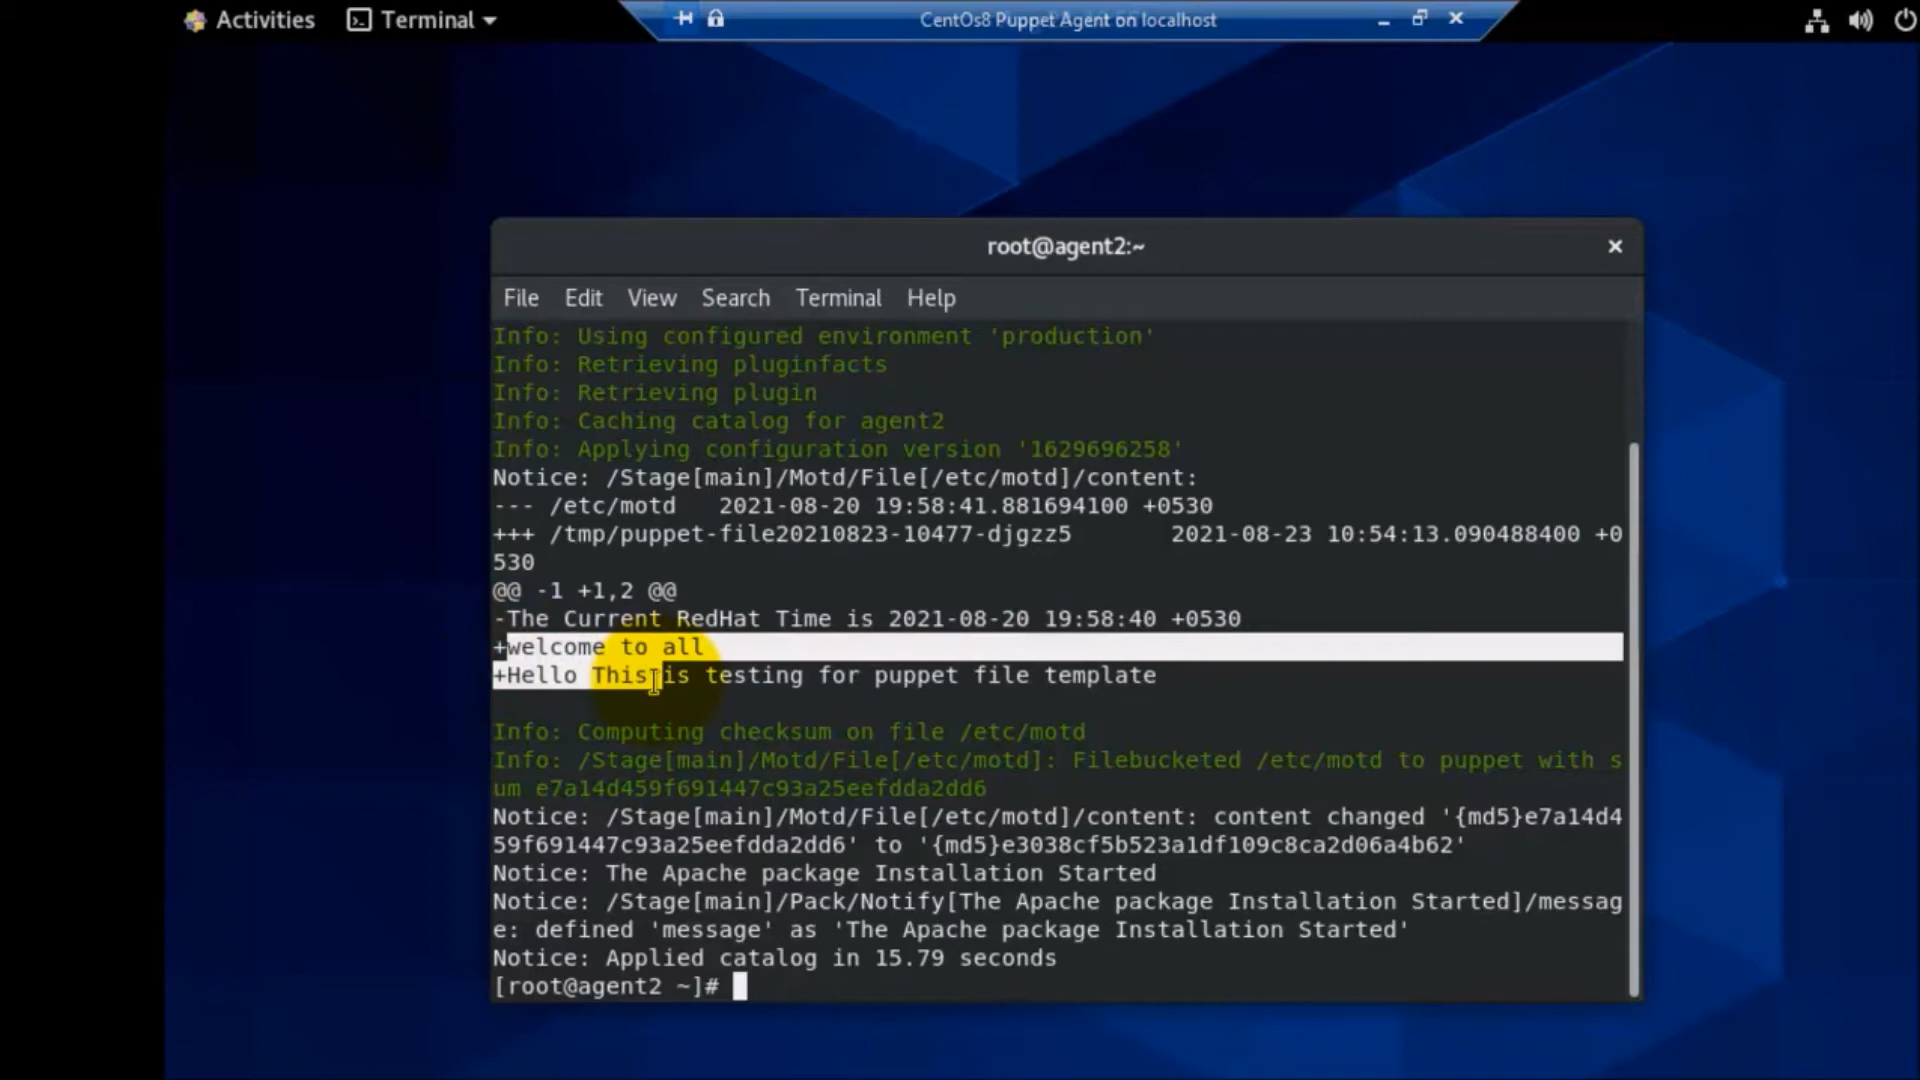 Activities Terminal CentOs8 Puppet Agent on localhost
root@agent2:~
File Edit View Search Terminal Help
Info: Using configured environment 'production'
Info: Retrieving pluginfacts
Info: Retrieving plugin
Info: Caching catalog for agent2
Info: Applying configuration version '1629696258'
Notice: /Stage[main]/Motd/File[/etc/motd]/content:
--- /etc/motd 2021-08-20 19:58:41.881694100 +0530
+++ /tmp/puppet-file20210823-10477-djgzz5 2021-08-23 10:54:13.090488400 +0
530
@@ -1 +1,2 @@
-The Current RedHat Time is 2021-08-20 19:58:40 +0530
+welcome to all
+Hello This is testing for puppet file template
Info: Computing checksum on file /etc/motd
Info: /Stage[main]/Motd/File[/etc/motd]: Filebucketed /etc/motd to puppet with s
um e7a14d459f691447c93a25eefdda2dd6
Notice: /Stage[main]/Motd/File[/etc/motd]/content: content changed '{md5}e7a14d4
59f691447c93a25eefdda2dd6' to '{md5}e3038cf5b523a1df109c8ca2d06a4b62'
Notice: The Apache package Installation Started
Notice: /Stage[main]/Pack/Notify[The Apache package Installation Started]/messag
e: defined 'message' as 'The Apache package Installation Started'
Notice: Applied catalog in 15.79 seconds
[root@agent2 ~]#